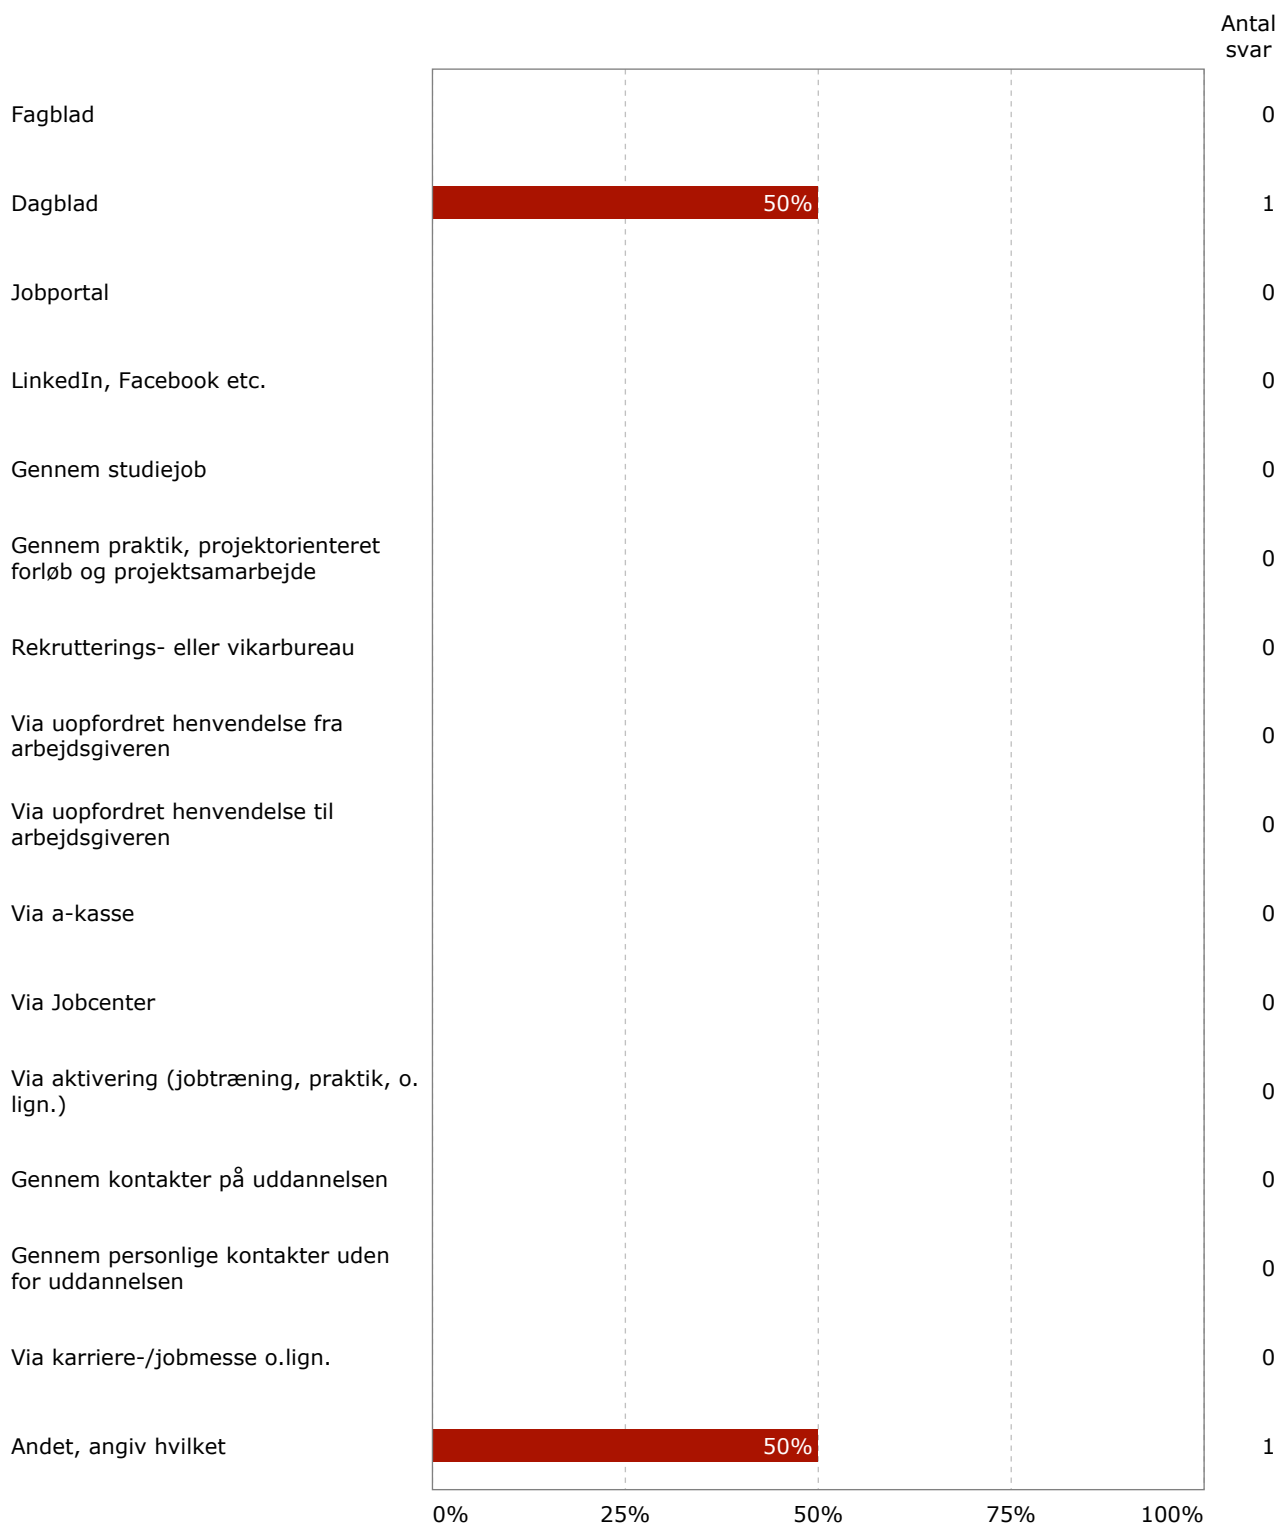 Antal
svar
Fagblad 0
Dagblad 50% 1
Jobportal 0
LinkedIn, Facebook etc. 0
Gennem studiejob 0
Gennem praktik, projektorienteret
forløb og projektsamarbejde 0
Rekrutterings- eller vikarbureau 0
Via uopfordret henvendelse fra
arbejdsgiveren 0
Via uopfordret henvendelse til
arbejdsgiveren 0
Via a-kasse 0
Via Jobcenter 0
Via aktivering (jobtræning, praktik, o.
lign.) 0
Gennem kontakter på uddannelsen 0
Gennem personlige kontakter uden
for uddannelsen 0
Via karriere-/jobmesse o.lign. 0
Andet, angiv hvilket 50% 1
0% 25% 50% 75% 100%